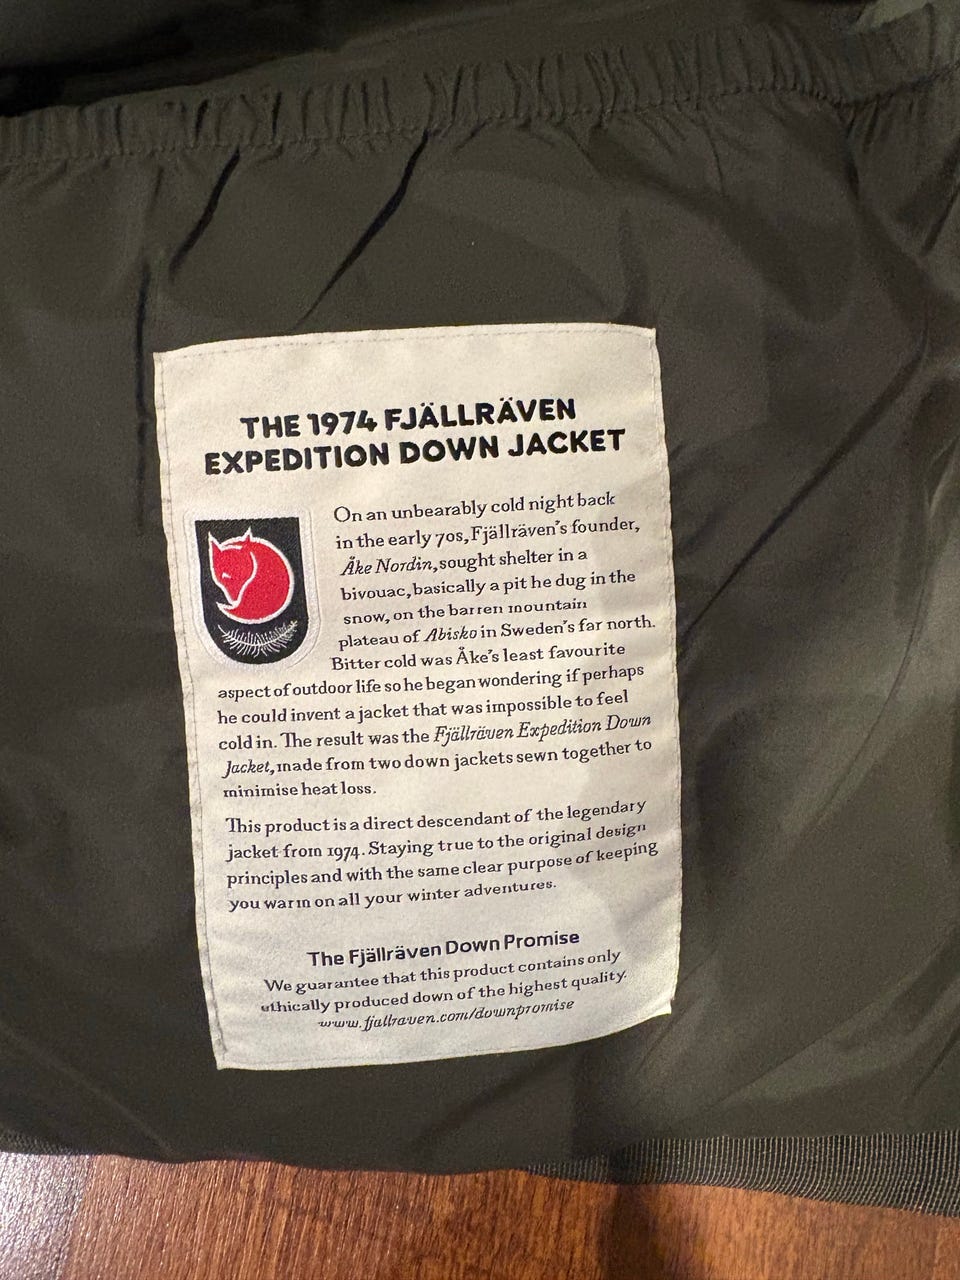 THE 1974 FJÄLLRÄVEN
EXPEDITION DOWN JACKET
On an unbearably cold night back
in the early 70s, Fjällräven's founder,
Åke Nordin, sought shelter in a
bivouac, basically a pit he dug in the
snow, on the barren mountain
plateau of Abisko in Sweden's far north.
Bitter cold was Åke's least favourite
aspect of outdoor life so he began wondering if perhaps
he could invent a jacket that was impossible to feel
cold in. The result was the Fjällräven Expedition Down
Jacket, made from two down jackets sewn together to
minimise heat loss.
This product is a direct descendant of the legendary
jacket from 1974. Staying true to the original design
principles and with the same clear purpose of keeping
you warm on all your winter adventures.
The Fjällräven Down Promise
We guarantee that this product contains only
ethically produced down of the highest quality.
www.fjallraven.com/downpromise